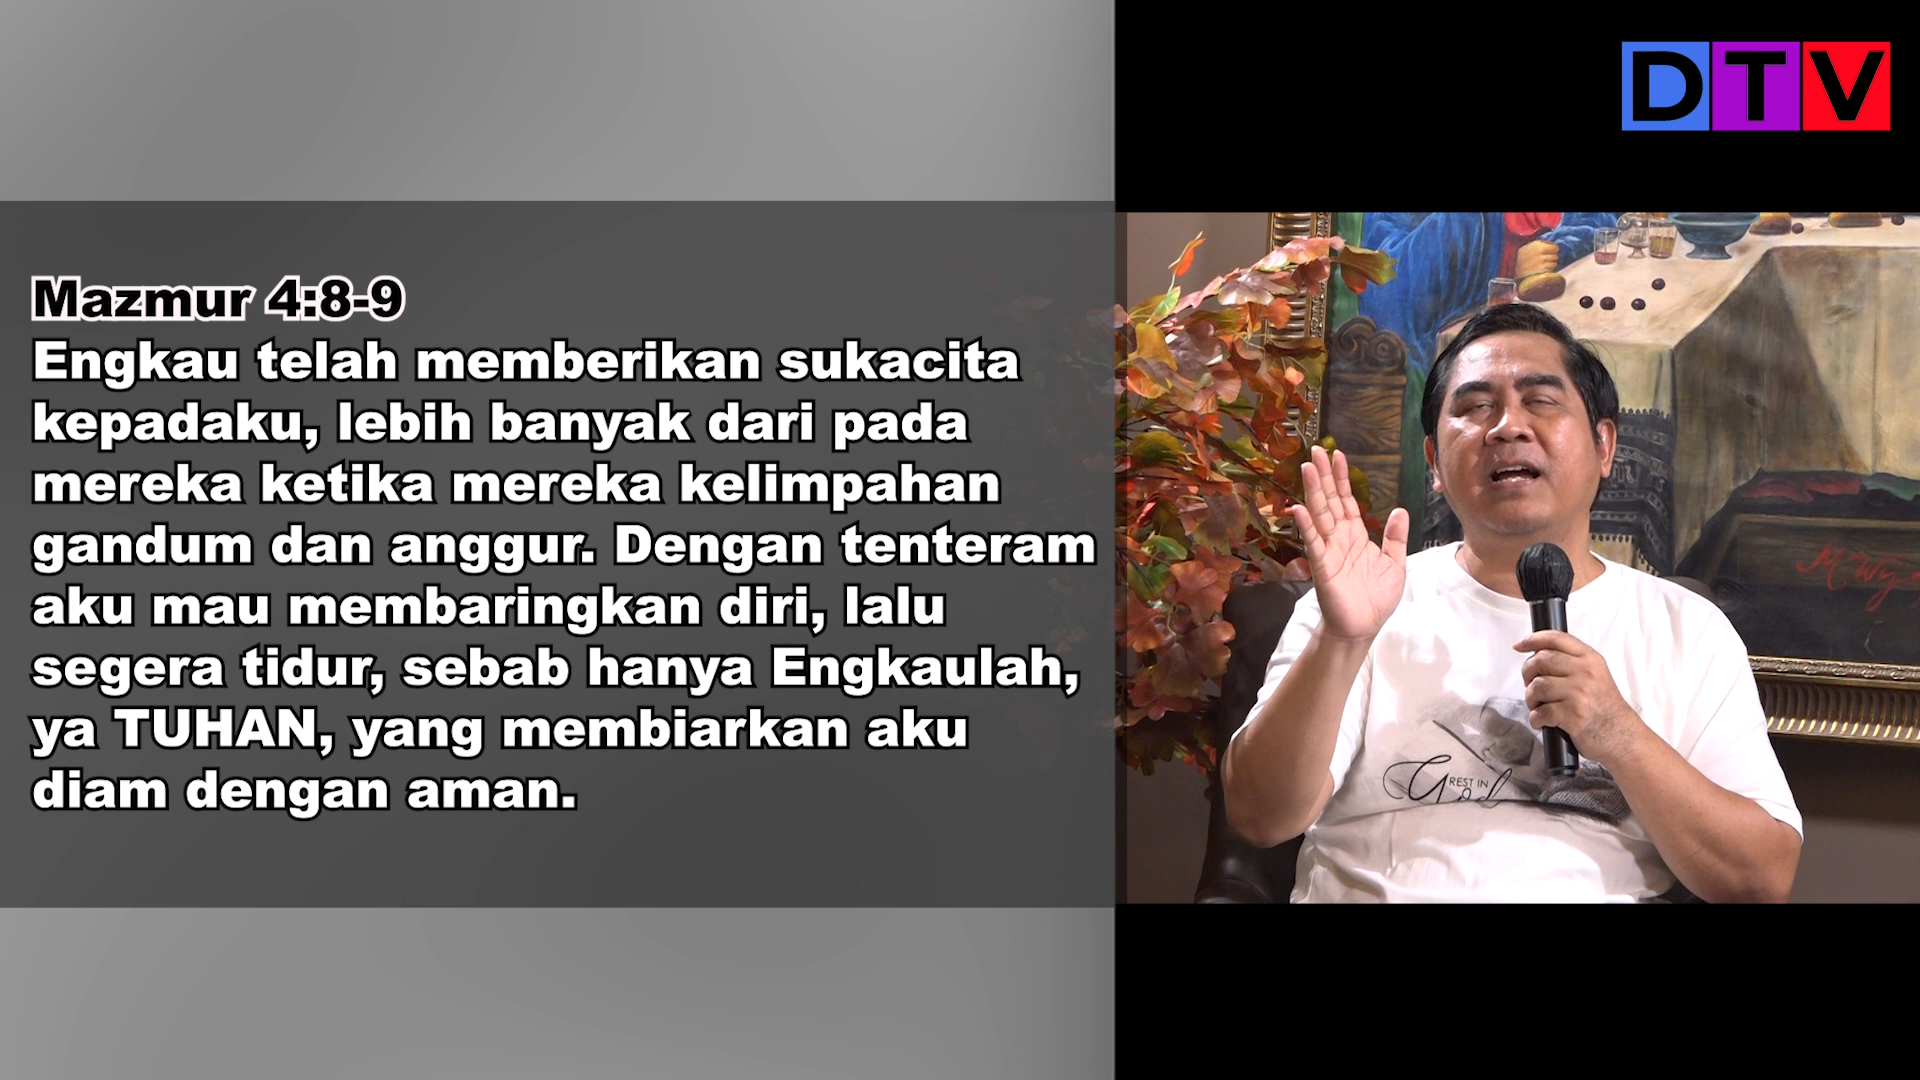 DTV
Mazmur 4:8-9
Engkau telah memberikan sukacita
kepadaku, lebih banyak dari pada
mereka ketika mereka kelimpahan
gandum dan anggur. Dengan tenteram
aku mau membaringkan diri, lalu
segera tidur, sebab hanya Engkaulah,
ya TUHAN, yang membiarkan aku
diam dengan aman.
REST IN
God